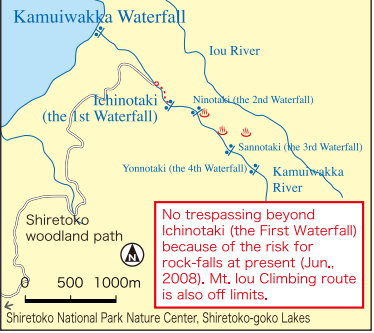 Kamuiwakka Waterfall
Iou River
Ichinotaki
(the 1st Waterfall)
Ninotaki (the 2nd Waterfall)
Sannotaki (the 3rd Waterfall)
Yonnotaki (the 4th Waterfall)
Kamuiwakka
River
Shiretoko
woodland path
N
0 500 1000m
No trespassing beyond
Ichinotaki (the First Waterfall)
because of the risk for
rock-falls at present (Jun.,
2008). Mt. Iou Climbing route
is also off limits.
Shiretoko National Park Nature Center, Shiretoko-goko Lakes